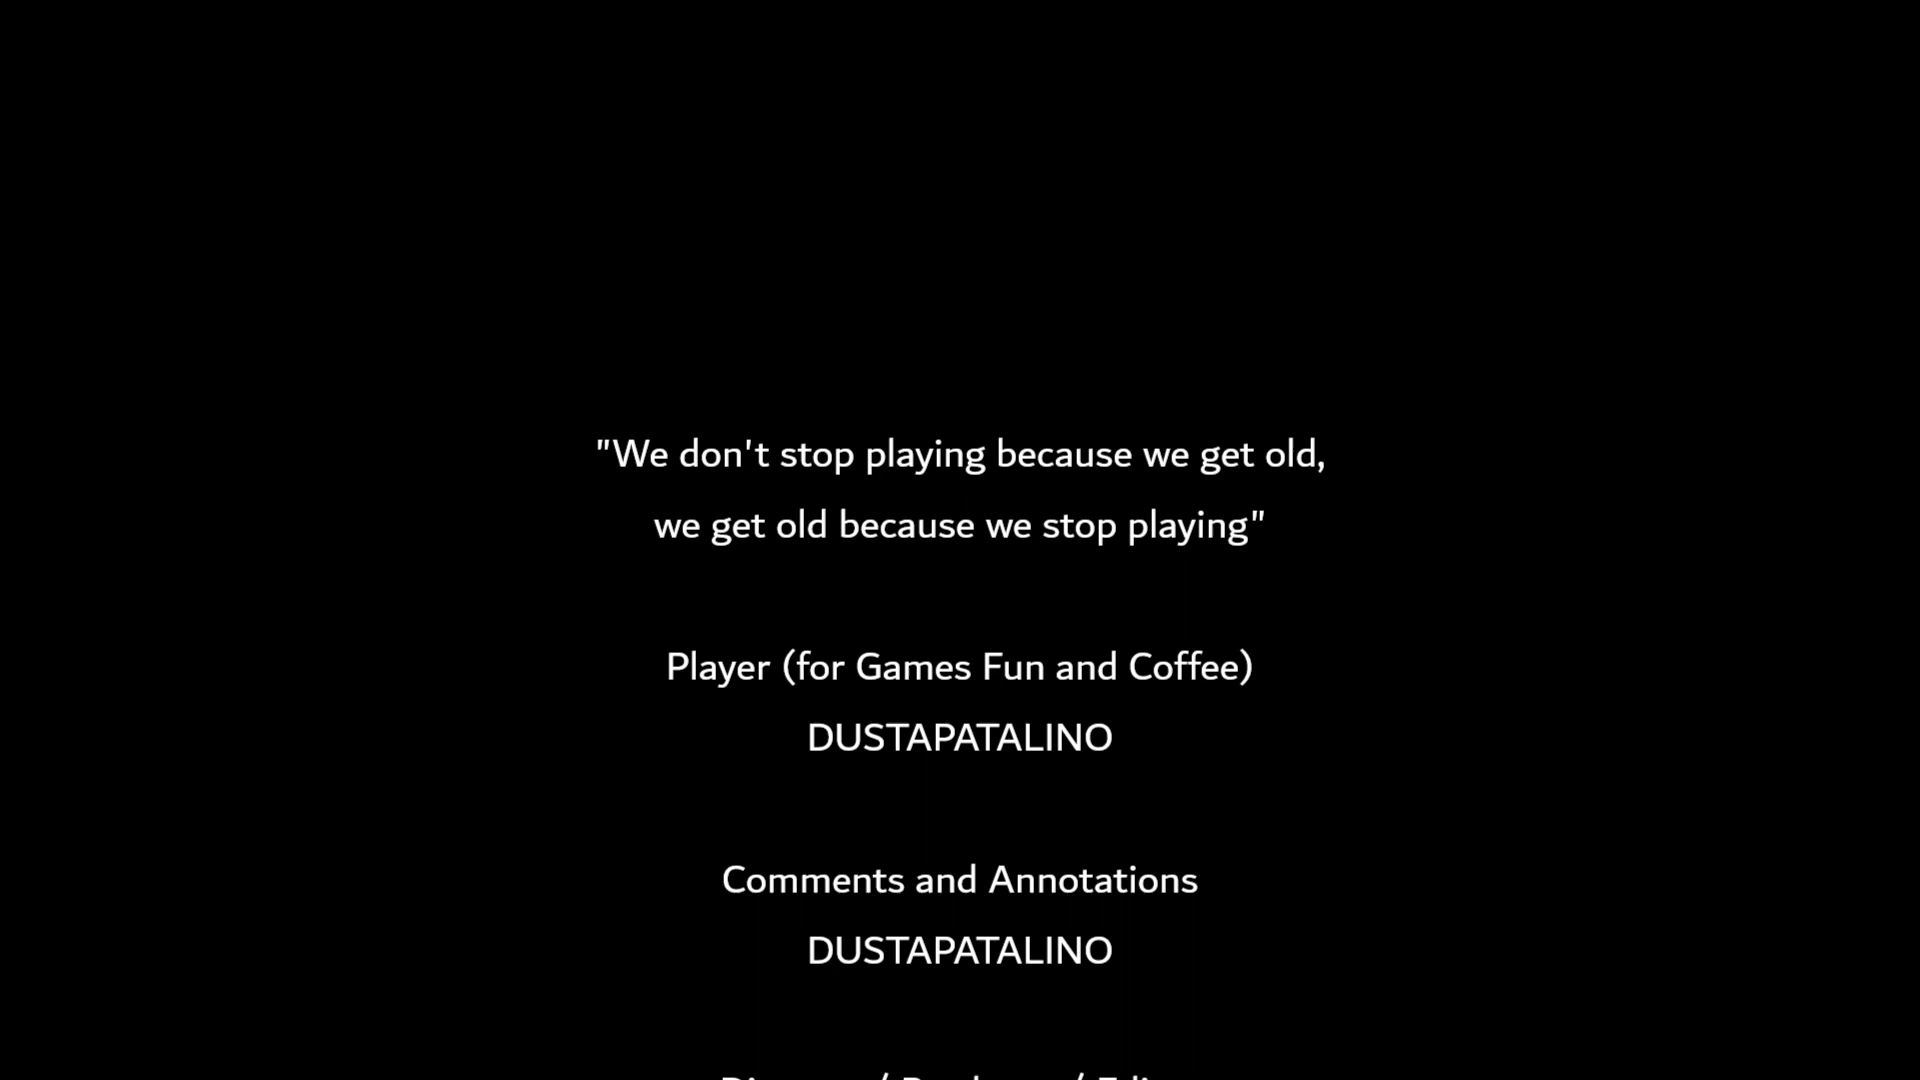 "We don't stop playing because we get old,
we get old because we stop playing"
Player (for Games Fun and Coffee)
DUSTAPATALINO
Comments and Annotations
DUSTAPATALINO